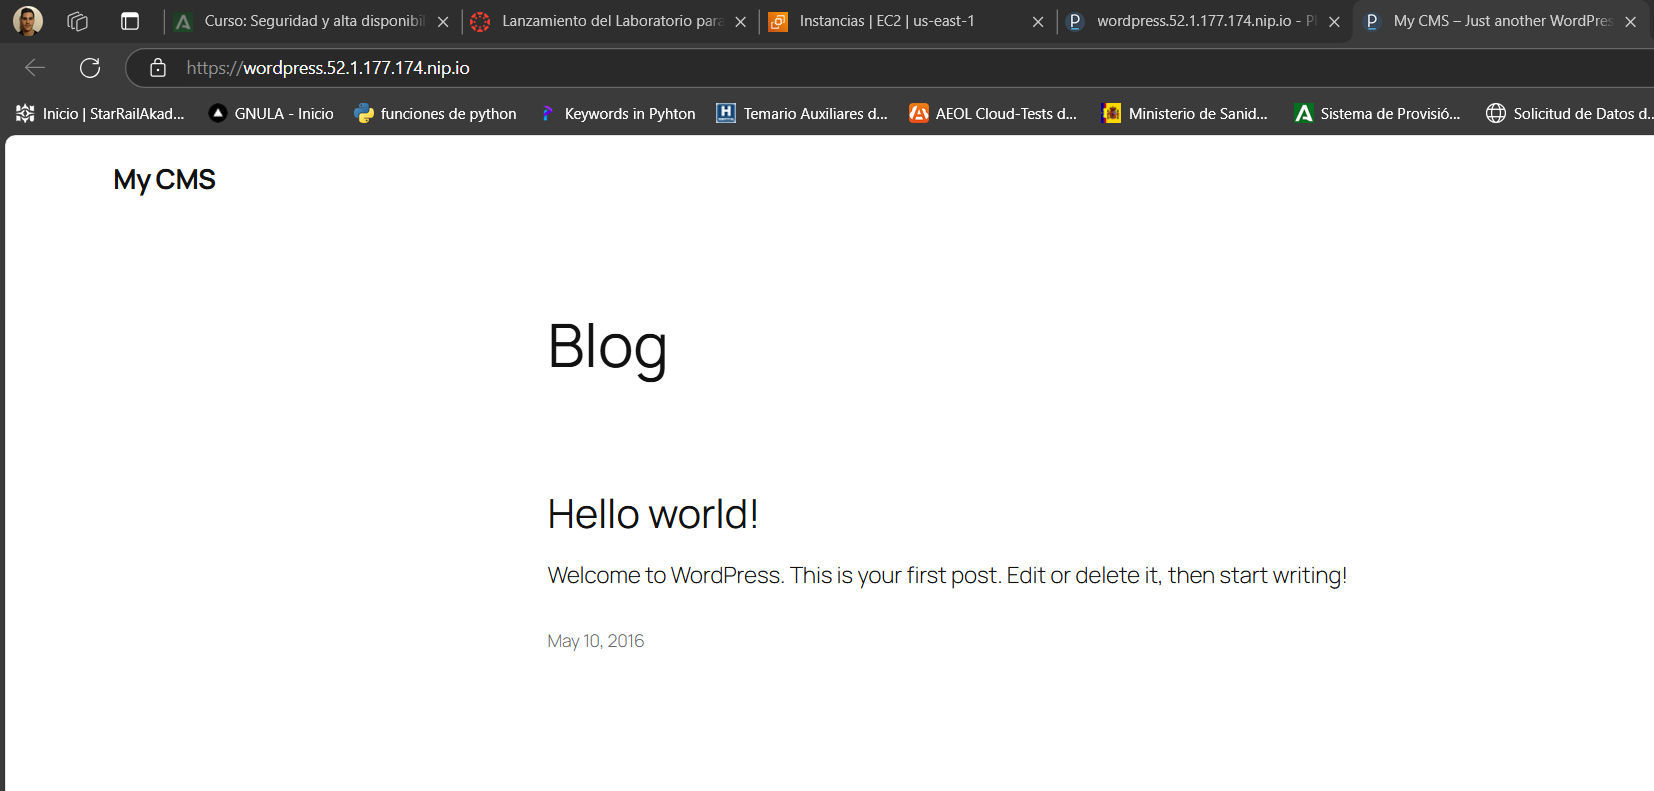 Curso: Seguridad y alta disponibil
Lanzamiento del Laboratorio para
Instancias | EC2 | us-east-1
wordpress.52.1.177.174.nip.io - Pl
My CMS – Just another WordPres
https://wordpress.52.1.177.174.nip.io
Inicio | StarRailAkad...
GNULA - Inicio
funciones de python
Keywords in Pyhton
Temario Auxiliares d...
AEOL Cloud-Tests d...
Ministerio de Sanid...
Sistema de Provisió...
Solicitud de Datos d...
My CMS
Blog
Hello world!
Welcome to WordPress. This is your first post. Edit or delete it, then start writing!
May 10, 2016